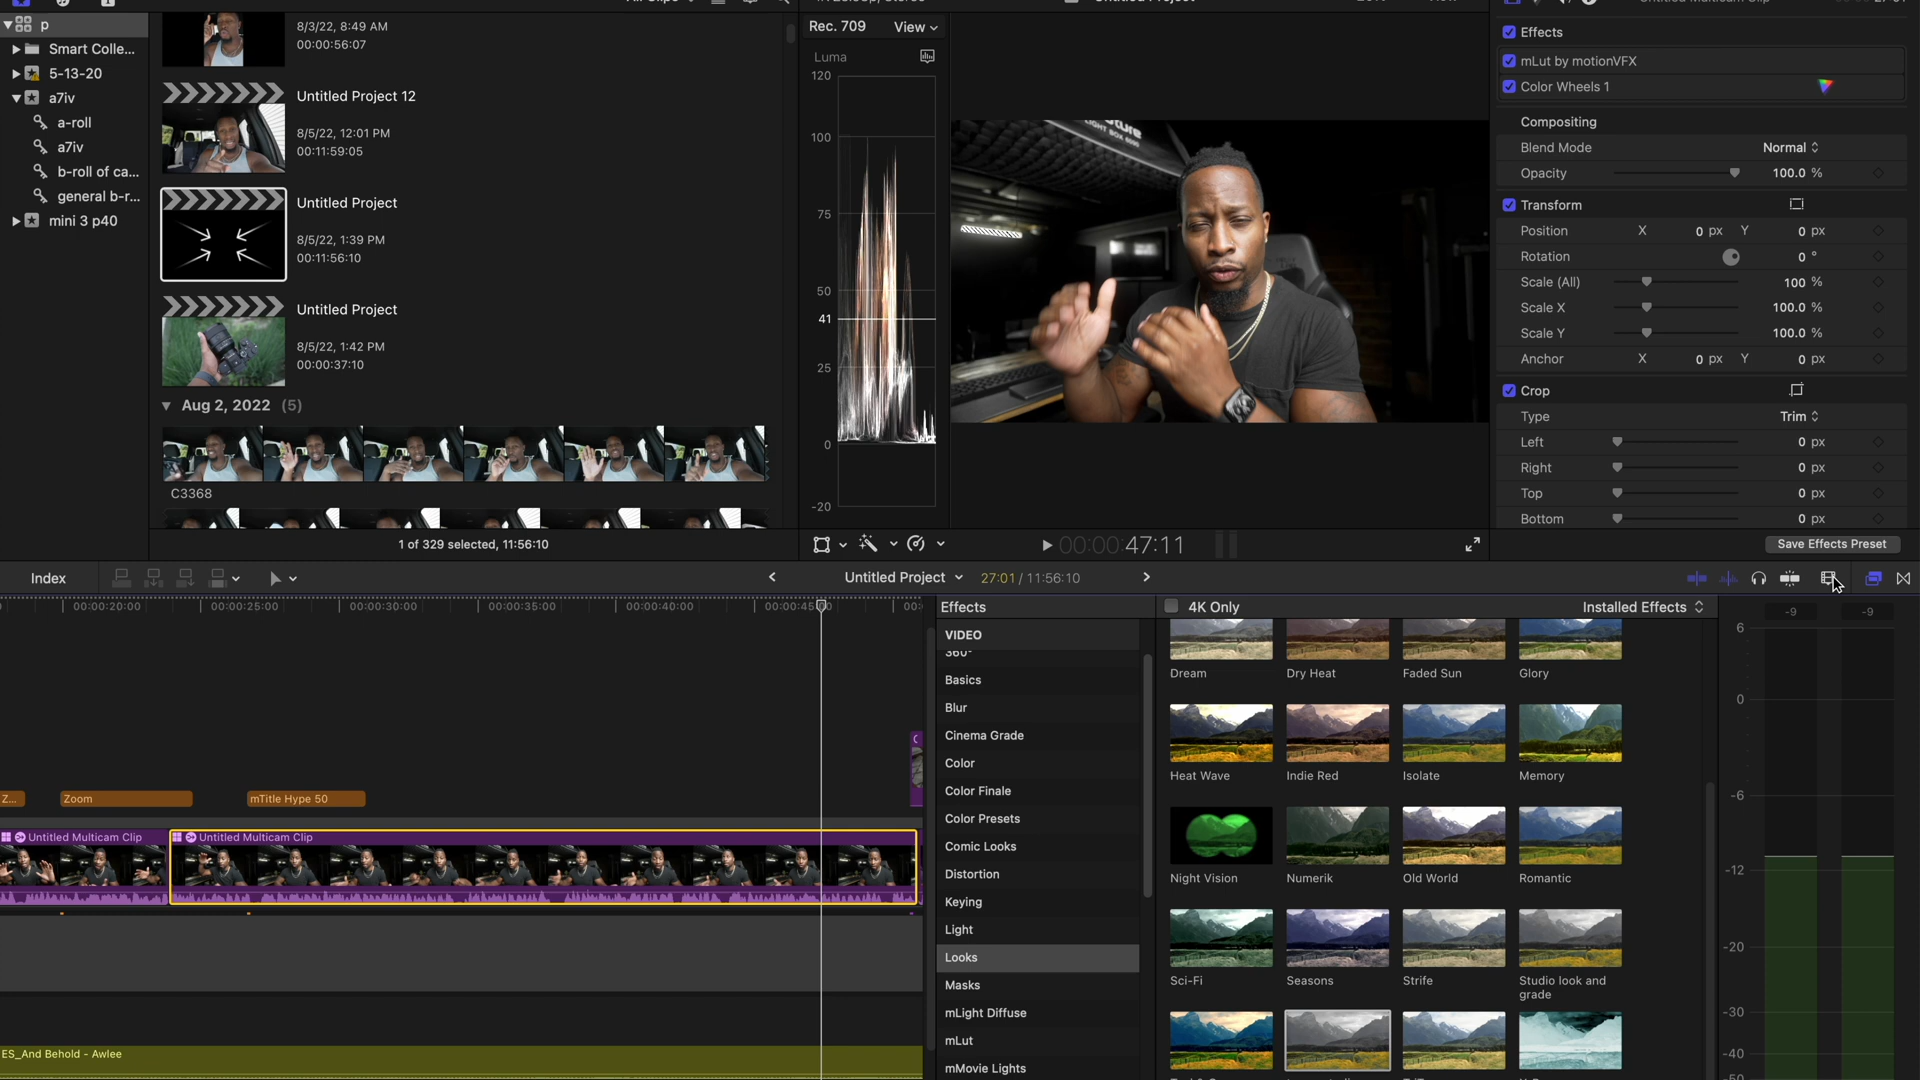 p
Smart Colle...
5-13-20
a7iv
a-roll
a7iv
b-roll of ca...
general b-r...
mini 3 p40
8/3/22, 8:49 AM
00:00:56:07
Untitled Project 12
8/5/22, 12:01 PM
00:11:59:05
Untitled Project
8/5/22, 1:39 PM
00:11:56:10
Untitled Project
8/5/22, 1:42 PM
00:00:37:10
Aug 2, 2022 (5)
C3368
1 of 329 selected, 11:56:10
Rec. 709 View
Luma
120
100
75
50
41
25
0
-20
LIGHT BOX
00:00:47:11
Effects
mLut by motionVFX
Color Wheels 1
Compositing
Blend Mode Normal
Opacity 100.0 %
Transform
Position X 0 px Y 0 px
Rotation 0 °
Scale (All) 100 %
Scale X 100.0 %
Scale Y 100.0 %
Anchor X 0 px Y 0 px
Crop
Type Trim
Left 0 px
Right 0 px
Top 0 px
Bottom 0 px
Save Effects Preset
Index
Untitled Project 27:01 / 11:56:10
00:00:20:00 00:00:25:00 00:00:30:00 00:00:35:00 00:00:40:00 00:00:45:00 00:
Z... Zoom mTitle Hype 50
C
Untitled Multicam Clip Untitled Multicam Clip
ES_And Behold - Awlee
Effects 4K Only Installed Effects
VIDEO
360°
Basics
Blur
Cinema Grade
Color
Color Finale
Color Presets
Comic Looks
Distortion
Keying
Light
Looks
Masks
mLight Diffuse
mLut
mMovie Lights
Dream Dry Heat Faded Sun Glory
Heat Wave Indie Red Isolate Memory
Night Vision Numerik Old World Romantic
Sci-Fi Seasons Strife Studio look and
grade
-9 -9
6
0
-6
-12
-20
-30
-40
-50